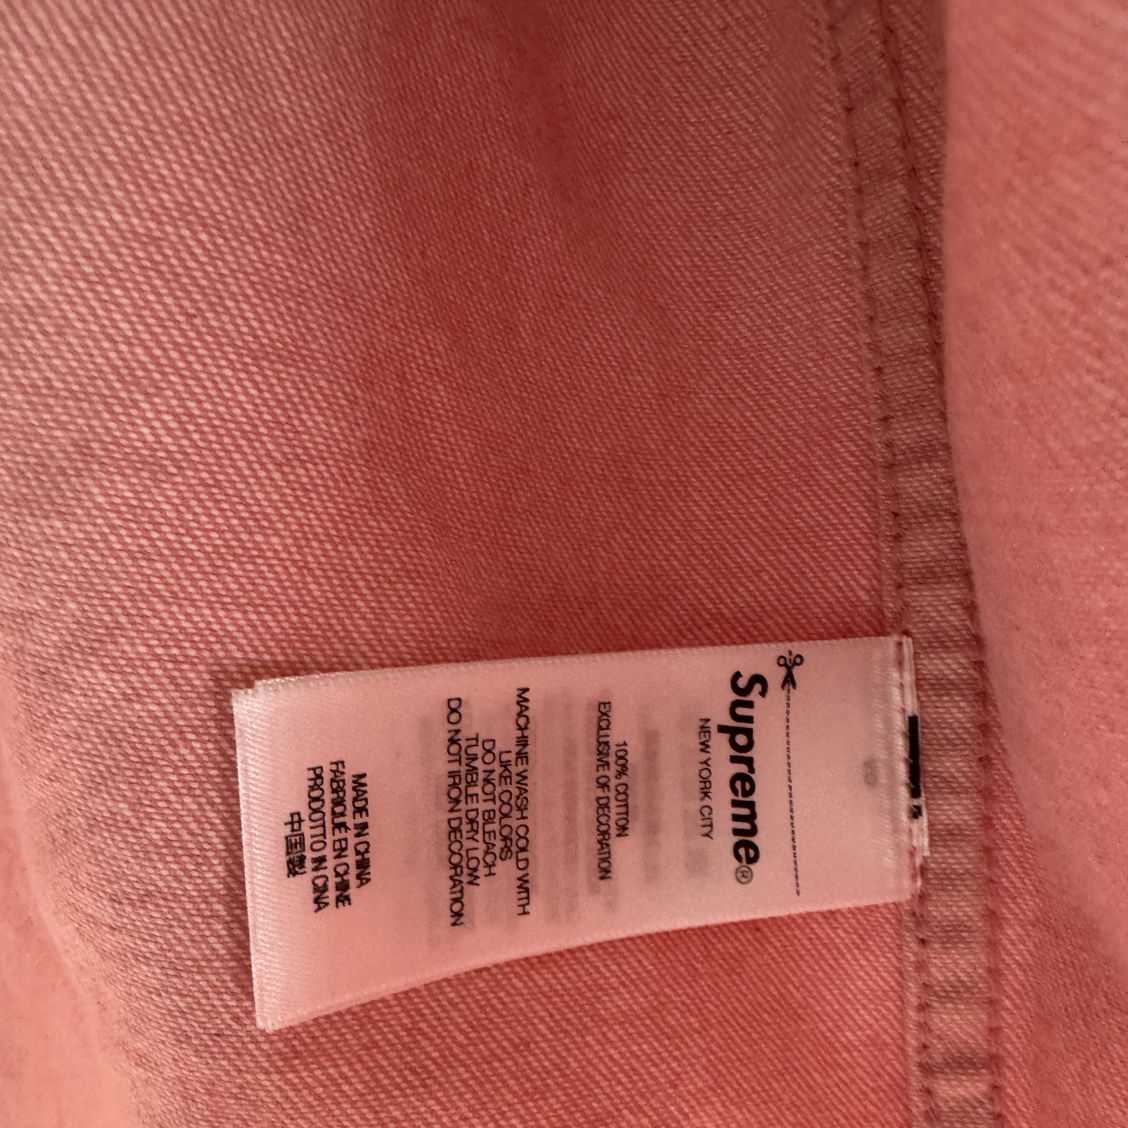 Supreme®
NEW YORK CITY
100% COTTON
EXCLUSIVE OF DECORATION
MACHINE WASH COLD WITH
LIKE COLORS
DO NOT BLEACH
TUMBLE DRY LOW
DO NOT IRON DECORATION
MADE IN CHINA
FABRIQUÉ EN CHINE
PRODOTTO IN CINA
中国製